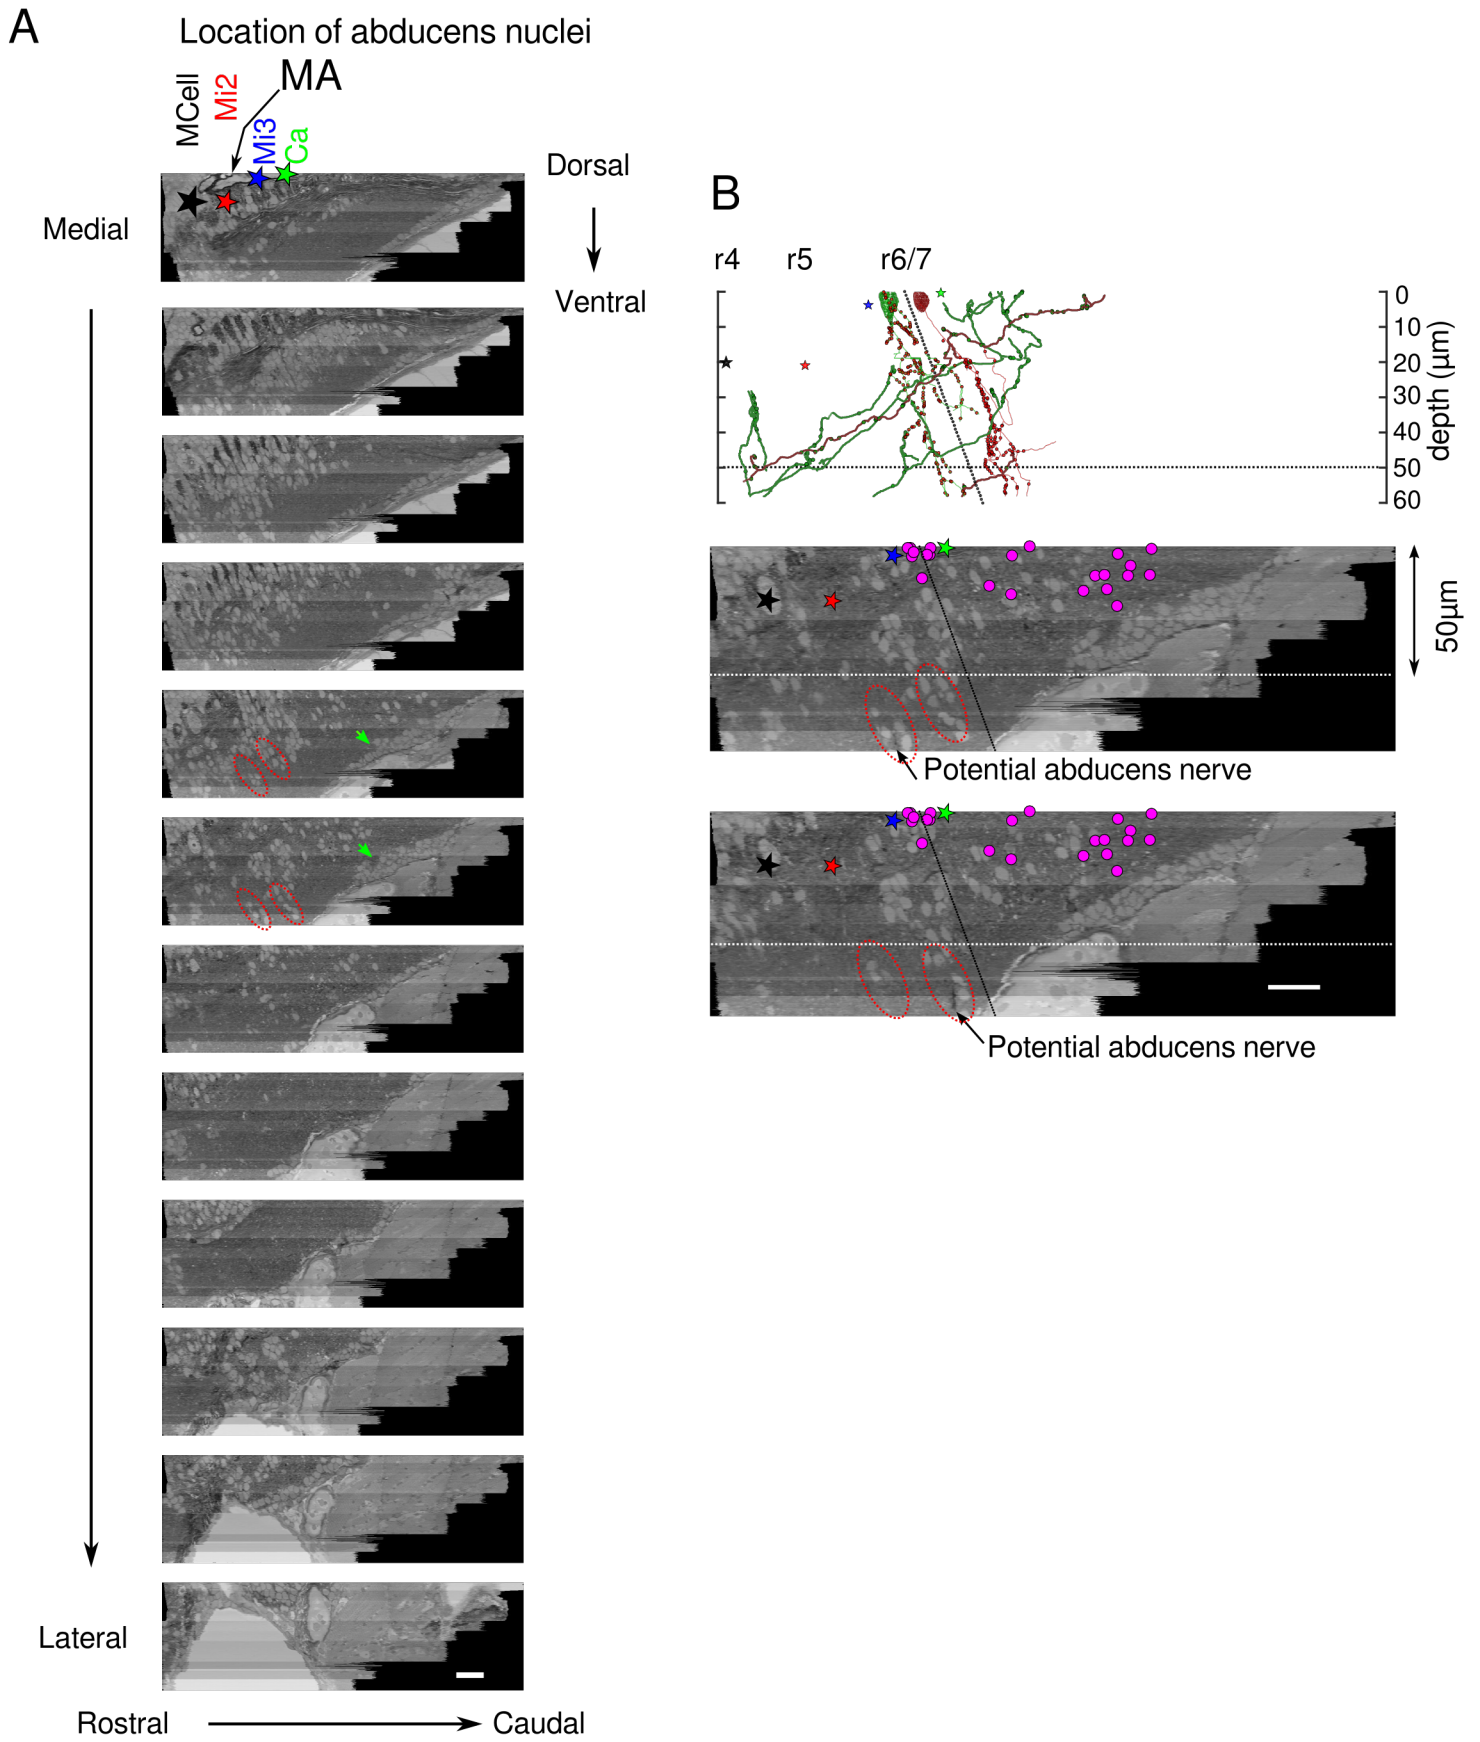 A
Location of abducens nuclei
MCell
Mi2
MA
Mi3
Ca
Dorsal
Medial
Ventral
Lateral
Rostral
Caudal
B
r4
r5
r6/7
0
10
20
30
40
50
60
depth (µm)
50µm
Potential abducens nerve
Potential abducens nerve